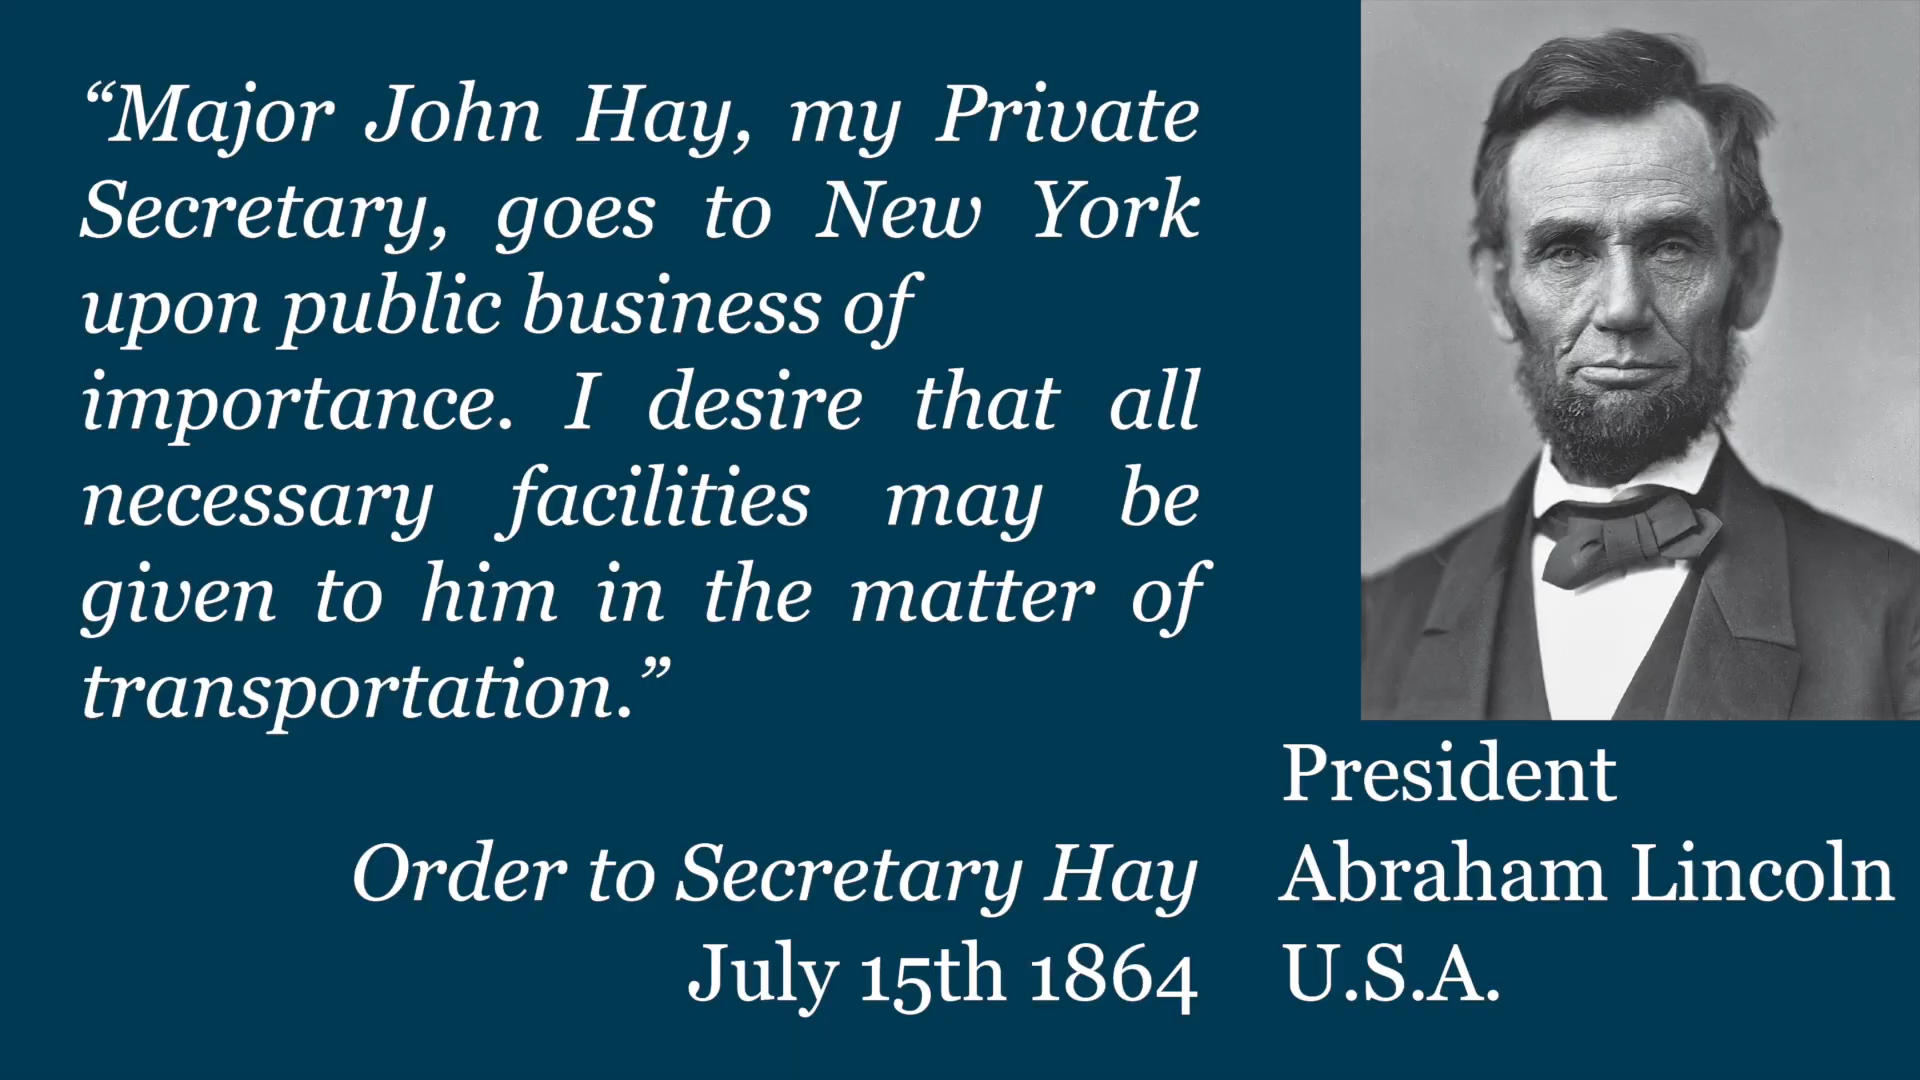 “Major John Hay, my Private
Secretary, goes to New York
upon public business of
importance. I desire that all
necessary facilities may be
given to him in the matter of
transportation.”
Order to Secretary Hay
July 15th 1864
President
Abraham Lincoln
U.S.A.